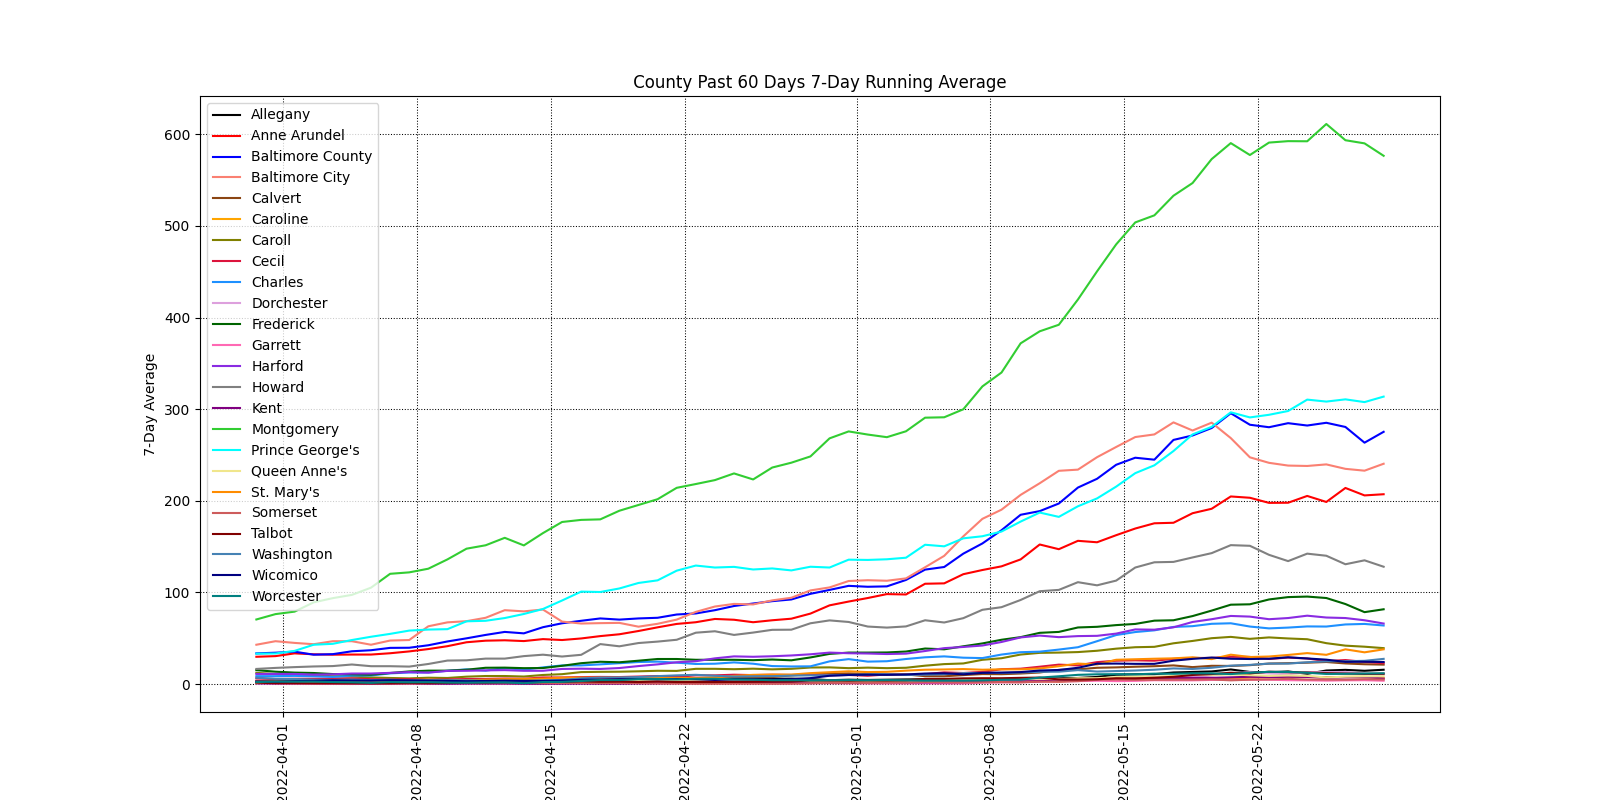 County Past 60 Days 7-Day Running Average
600
500
400
300
200
100
0
7-Day Average
Allegany
Anne Arundel
Baltimore County
Baltimore City
Calvert
Caroline
Caroll
Cecil
Charles
Dorchester
Frederick
Garrett
Harford
Howard
Kent
Montgomery
Prince George's
Queen Anne's
St. Mary's
Somerset
Talbot
Washington
Wicomico
Worcester
2022-04-01
2022-04-08
2022-04-15
2022-04-22
2022-05-01
2022-05-08
2022-05-15
2022-05-22